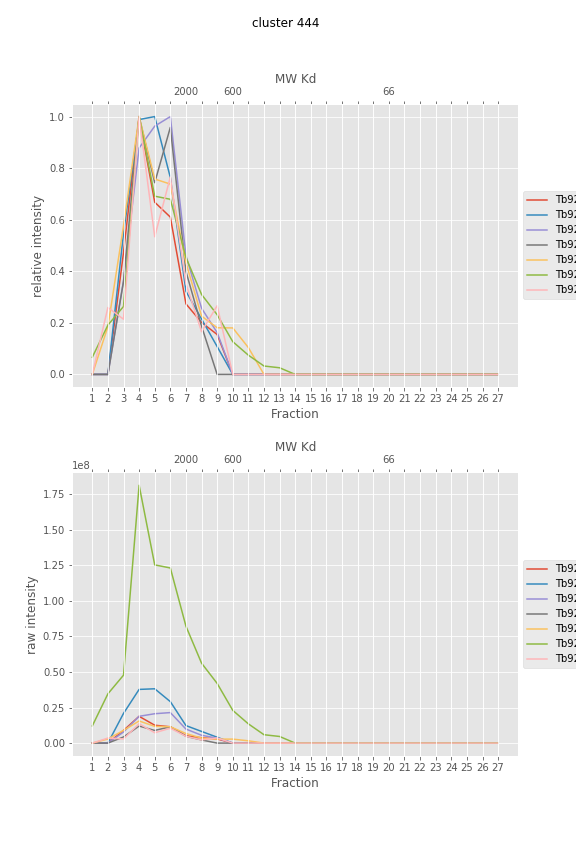 cluster 444
MW Kd
2000 600 66
1.0
0.8
0.6
0.4
0.2
0.0
relative intensity
1 2 3 4 5 6 7 8 9 10 11 12 13 14 15 16 17 18 19 20 21 22 23 24 25 26 27
Fraction
Tb92
Tb92
Tb92
Tb92
Tb92
Tb92
Tb92
MW Kd
2000 600 66
1e8
1.75
1.50
1.25
1.00
0.75
0.50
0.25
0.00
raw intensity
1 2 3 4 5 6 7 8 9 10 11 12 13 14 15 16 17 18 19 20 21 22 23 24 25 26 27
Fraction
Tb92
Tb92
Tb92
Tb92
Tb92
Tb92
Tb92